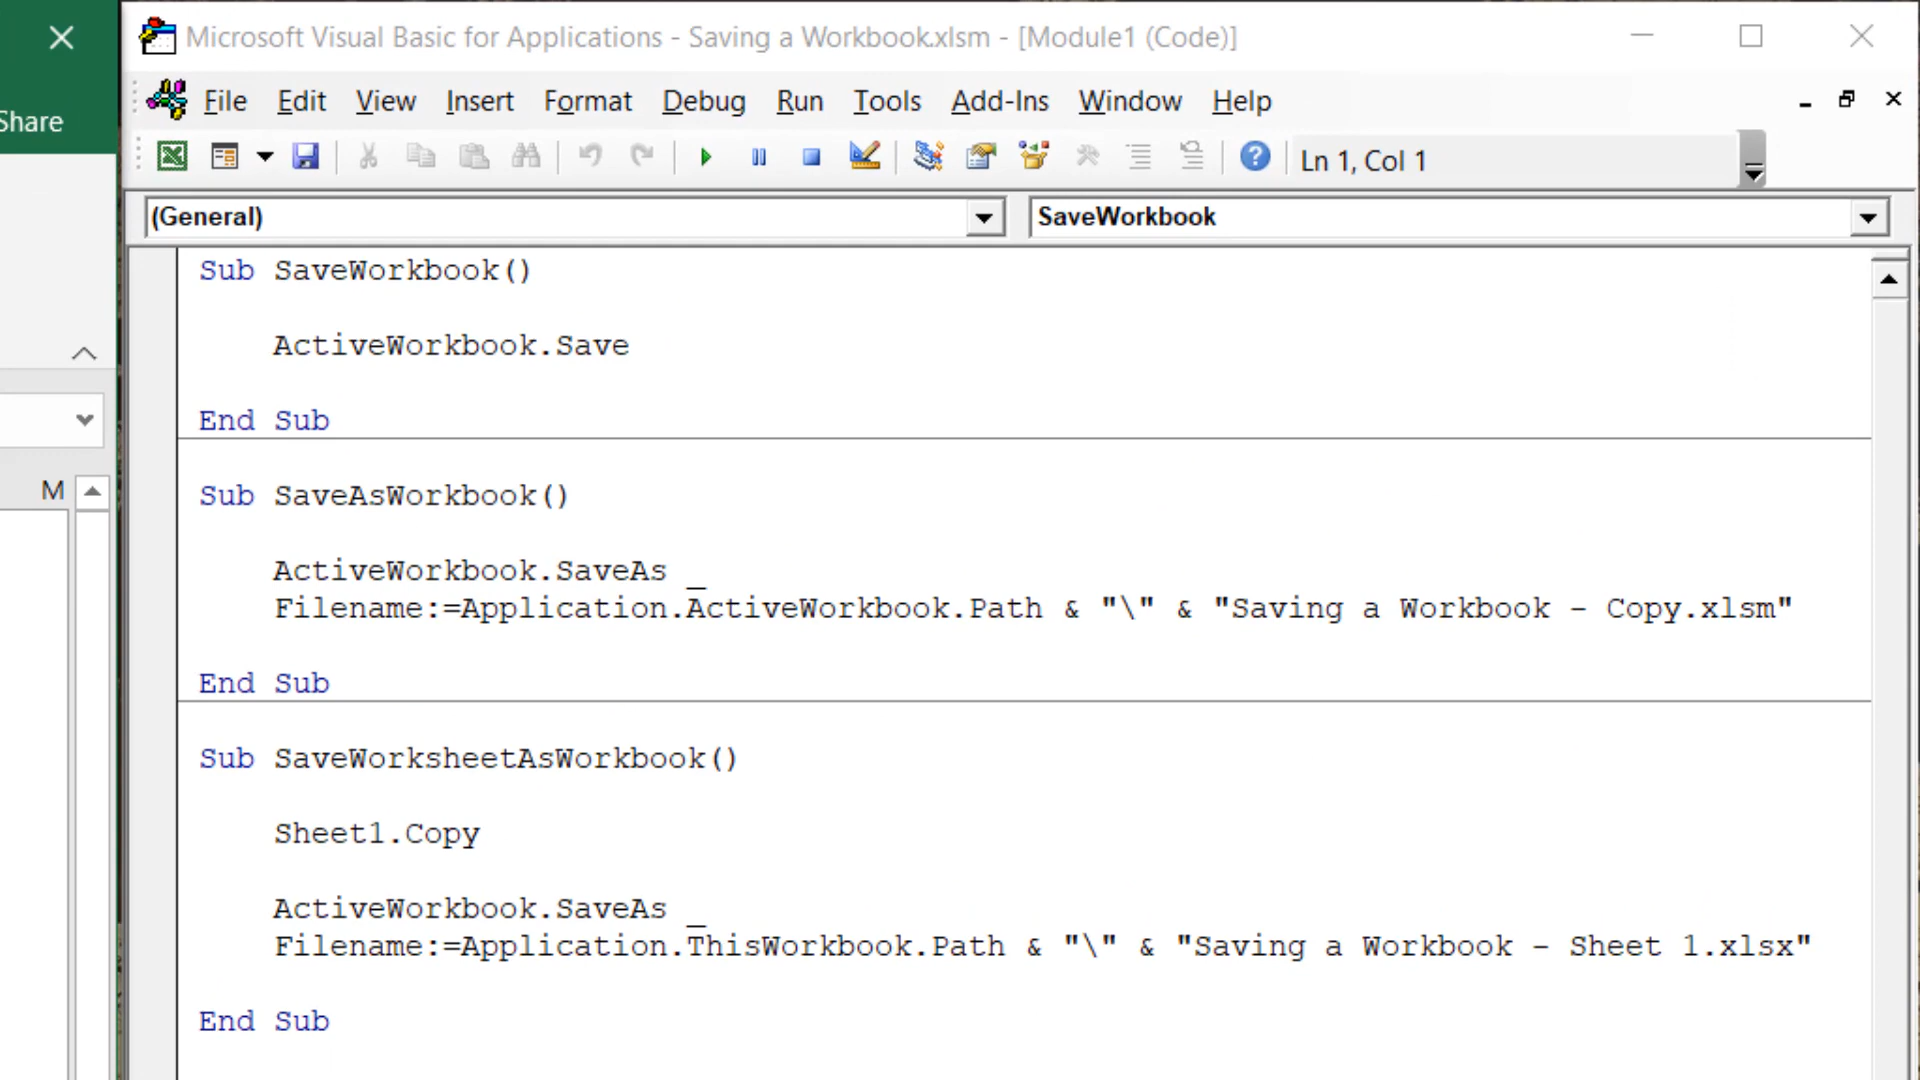 Microsoft Visual Basic for Applications - Saving a Workbook.xlsm - [Module1 (Code)]
File Edit View Insert Format Debug Run Tools Add-Ins Window Help
Share
Ln 1, Col 1
(General) SaveWorkbook
Sub SaveWorkbook()
ActiveWorkbook.Save
End Sub
M
Sub SaveAsWorkbook()
ActiveWorkbook.SaveAs _
Filename:=Application.ActiveWorkbook.Path & "\" & "Saving a Workbook - Copy.xlsm"
End Sub
Sub SaveWorksheetAsWorkbook()
Sheet1.Copy
ActiveWorkbook.SaveAs _
Filename:=Application.ThisWorkbook.Path & "\" & "Saving a Workbook - Sheet 1.xlsx"
End Sub